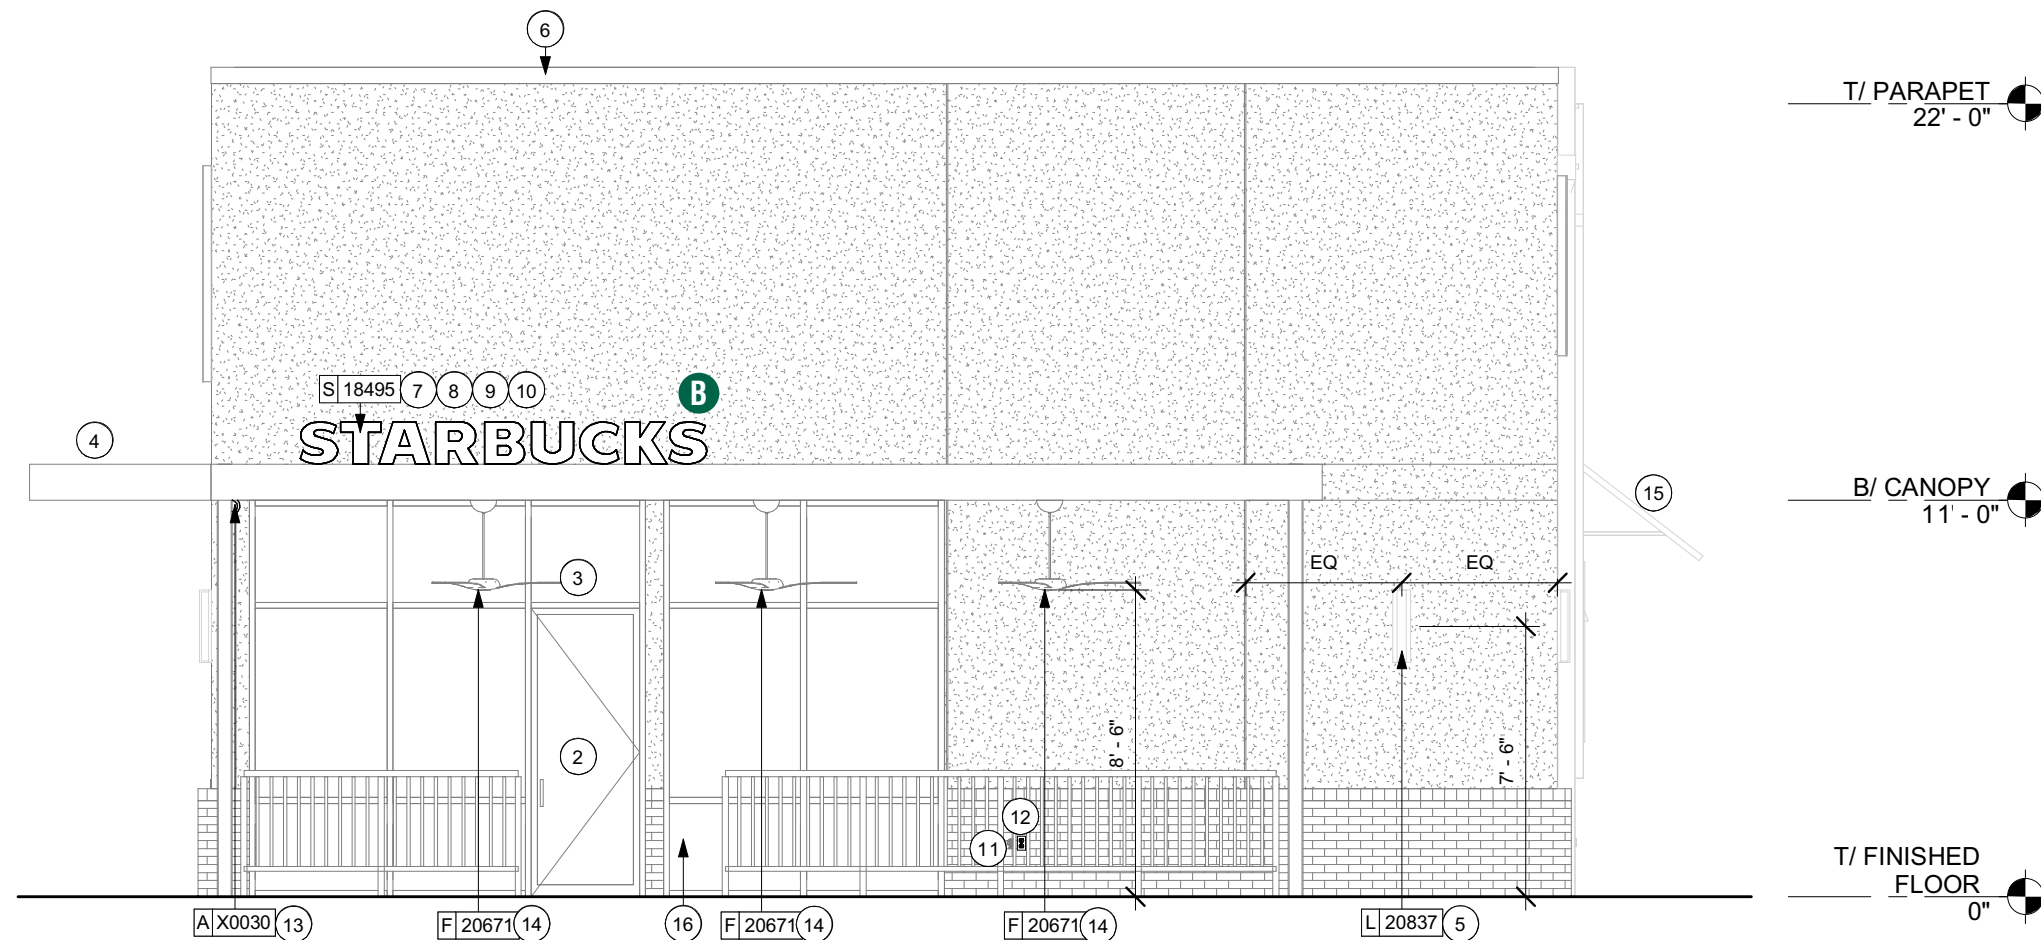 6
T/ PARAPET
22' - 0"
S 18495 7 8 9 10
B
STARBUCKS
4
B/ CANOPY
11' - 0"
15
EQ EQ
3
2
8' - 6"
7' - 6"
12
11
T/ FINISHED
FLOOR
0"
A X0030 13
F 20671 14
16
F 20671 14
F 20671 14
L 20837 5